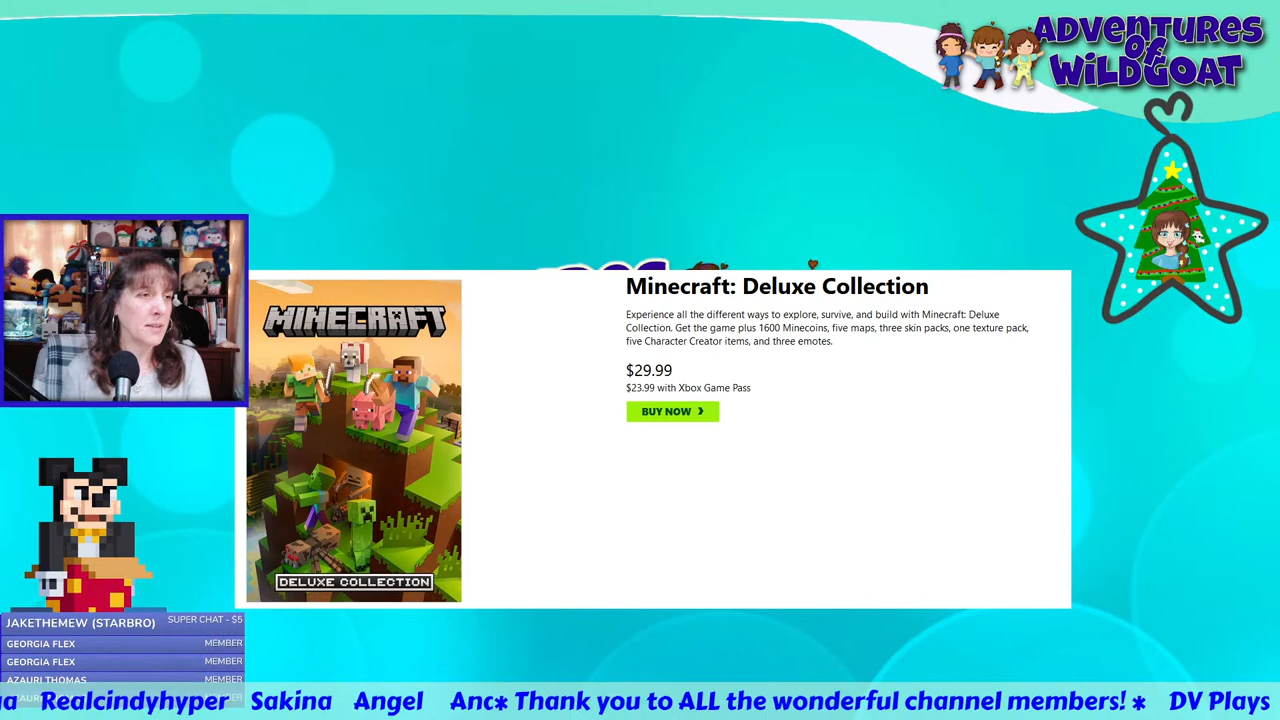 ADVENTURES
of
WILDGOAT
MINECRAFT
DELUXE COLLECTION
Minecraft: Deluxe Collection
Experience all the different ways to explore, survive, and build with Minecraft: Deluxe
Collection. Get the game plus 1600 Minecoins, five maps, three skin packs, one texture pack,
five Character Creator items, and three emotes.
$29.99
$23.99 with Xbox Game Pass
BUY NOW ›
JAKETHEMEW (STARBRO) SUPER CHAT - $5
GEORGIA FLEX MEMBER
GEORGIA FLEX MEMBER
AZAURI THOMAS MEMBER
Realcindyhyper Sakina Angel Anc* Thank you to ALL the wonderful channel members! * DV Plays